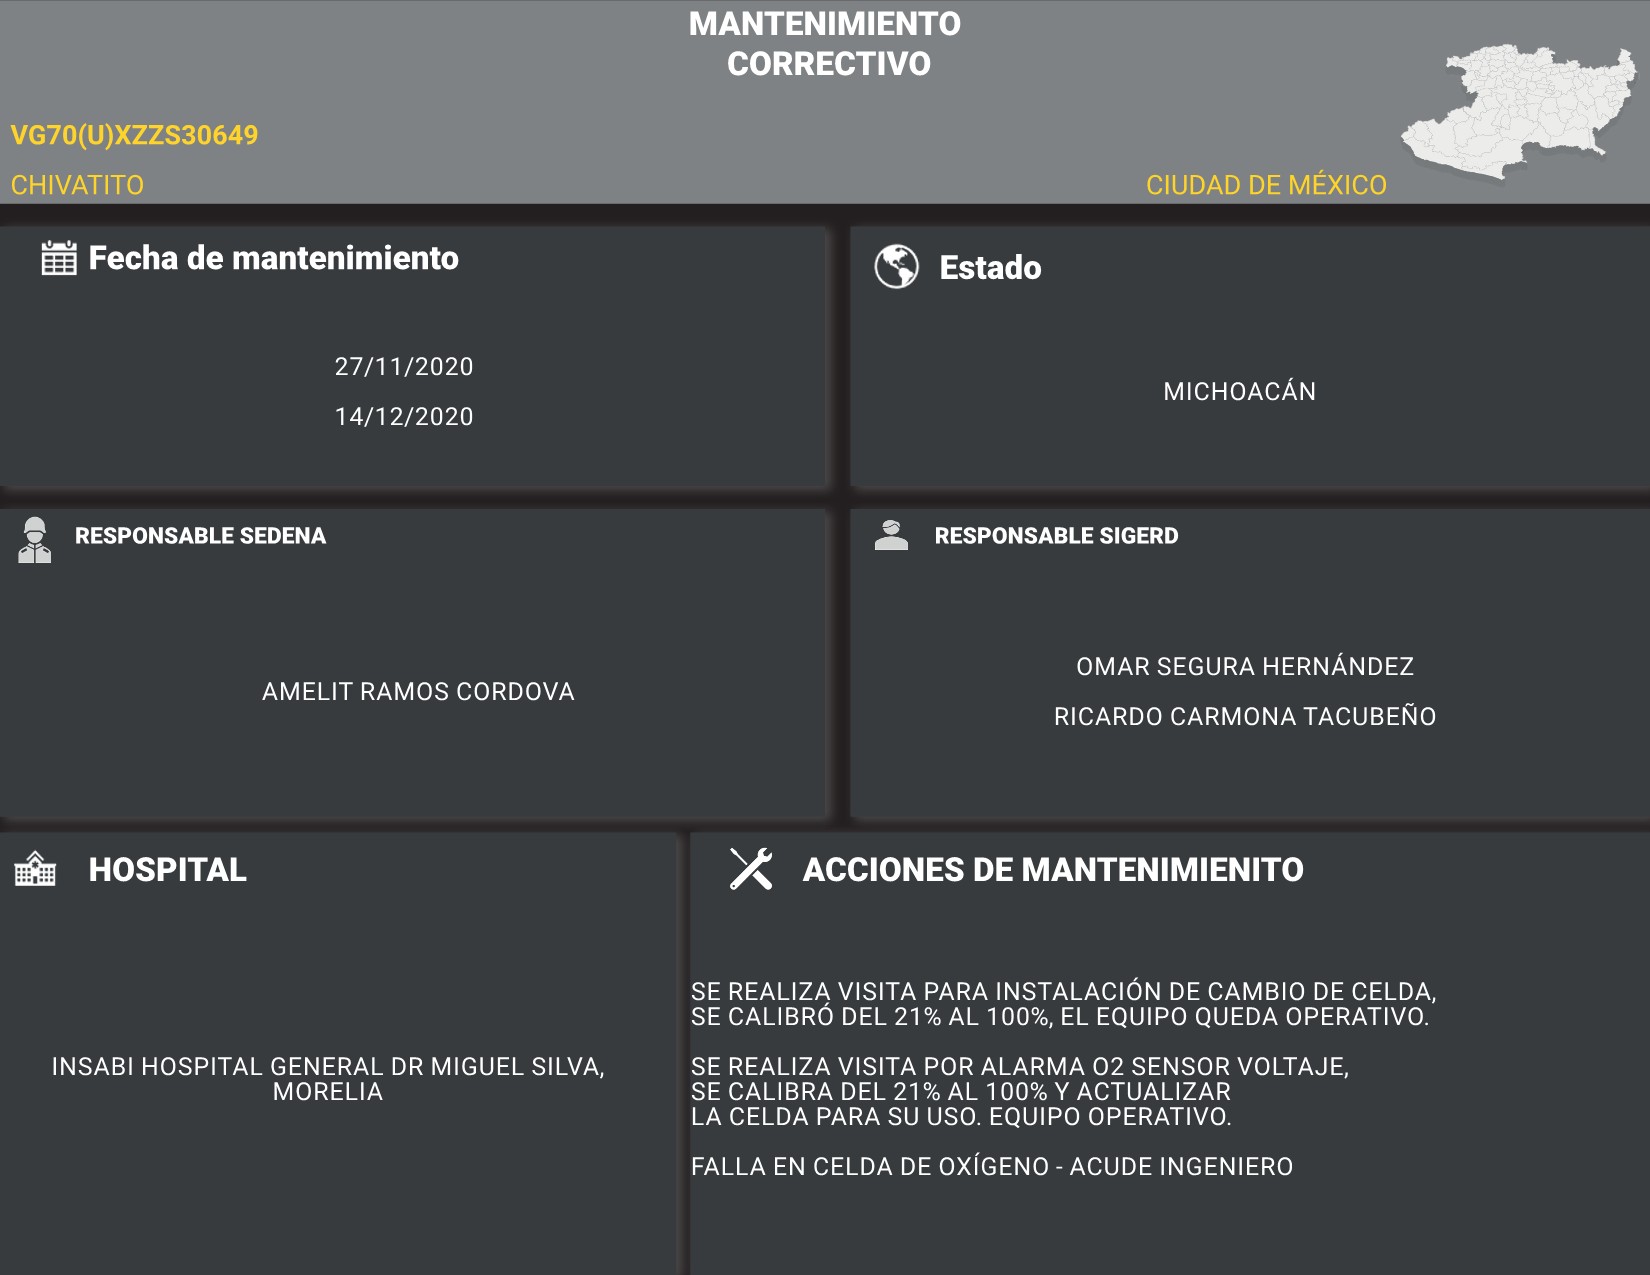 MANTENIMIENTO
CORRECTIVO
VG70(U)XZZS30649
CHIVATITO
CIUDAD DE MÉXICO
Fecha de mantenimiento
27/11/2020
14/12/2020
Estado
MICHOACÁN
RESPONSABLE SEDENA
AMELIT RAMOS CORDOVA
RESPONSABLE SIGERD
OMAR SEGURA HERNÁNDEZ
RICARDO CARMONA TACUBEÑO
HOSPITAL
INSABI HOSPITAL GENERAL DR MIGUEL SILVA,
MORELIA
ACCIONES DE MANTENIMIENITO
SE REALIZA VISITA PARA INSTALACIÓN DE CAMBIO DE CELDA,
SE CALIBRÓ DEL 21% AL 100%, EL EQUIPO QUEDA OPERATIVO.
SE REALIZA VISITA POR ALARMA O2 SENSOR VOLTAJE,
SE CALIBRA DEL 21% AL 100% Y ACTUALIZAR
LA CELDA PARA SU USO. EQUIPO OPERATIVO.
FALLA EN CELDA DE OXÍGENO - ACUDE INGENIERO